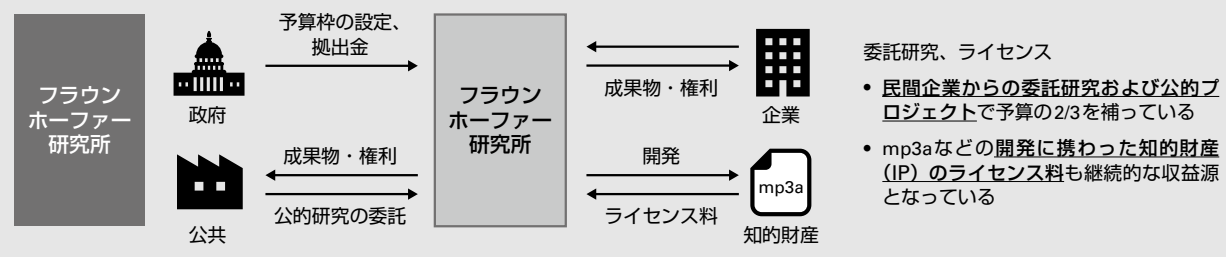 フラウン
ホーファー
研究所
政府
公共
予算枠の設定、
拠出金
成果物・権利
公的研究の委託
フラウン
ホーファー
研究所
成果物・権利
企業
開発
ライセンス料
mp3a
知的財産
委託研究、ライセンス
• 民間企業からの委託研究および公的プ
ロジェクトで予算の2/3を補っている
• mp3aなどの開発に携わった知的財産
（IP）のライセンス料も継続的な収益源
となっている